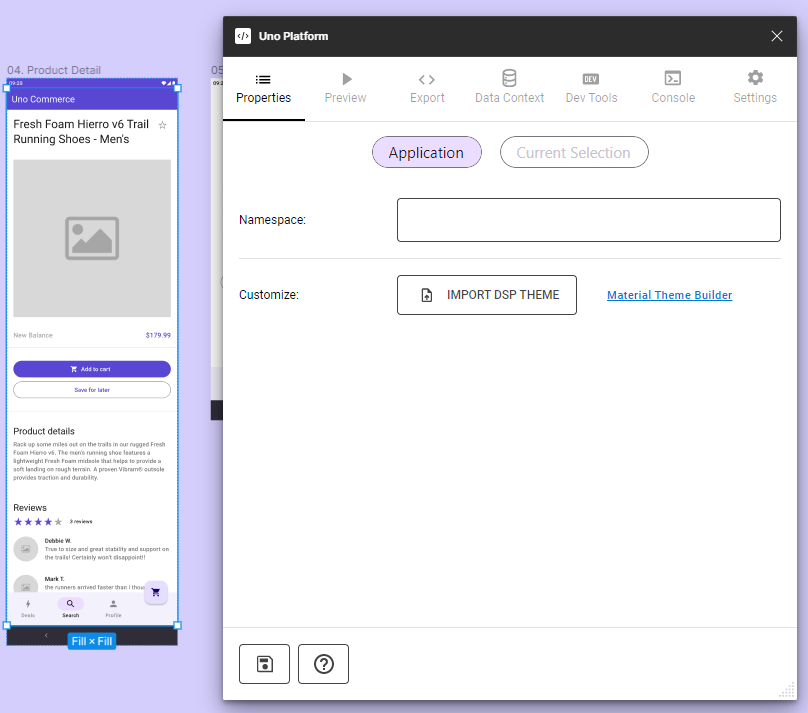 04. Product Detail
05
09:28
Uno Commerce
Fresh Foam Hierro v6 Trail
Running Shoes - Men's
New Balance
$179.99
Add to cart
Save for later
Product details
Rack up some miles out on the trails in our rugged Fresh
Foam Hierro v6. The men's running shoe features a
lightweight Fresh Foam midsole that helps to provide a
soft landing on rough terrain. A proven Vibram® outsole
provides traction and durability.
Reviews
3 reviews
Debbie W.
True to size and great stability and support on
the trails! Certainly won't disappoint!!
Mark T.
the runners arrived faster than I
Deals
Search
Profile
Fill × Fill
Uno Platform
Properties
Preview
Export
Data Context
DEV
Dev Tools
Console
Settings
Application
Current Selection
Namespace:
Customize:
IMPORT DSP THEME
Material Theme Builder